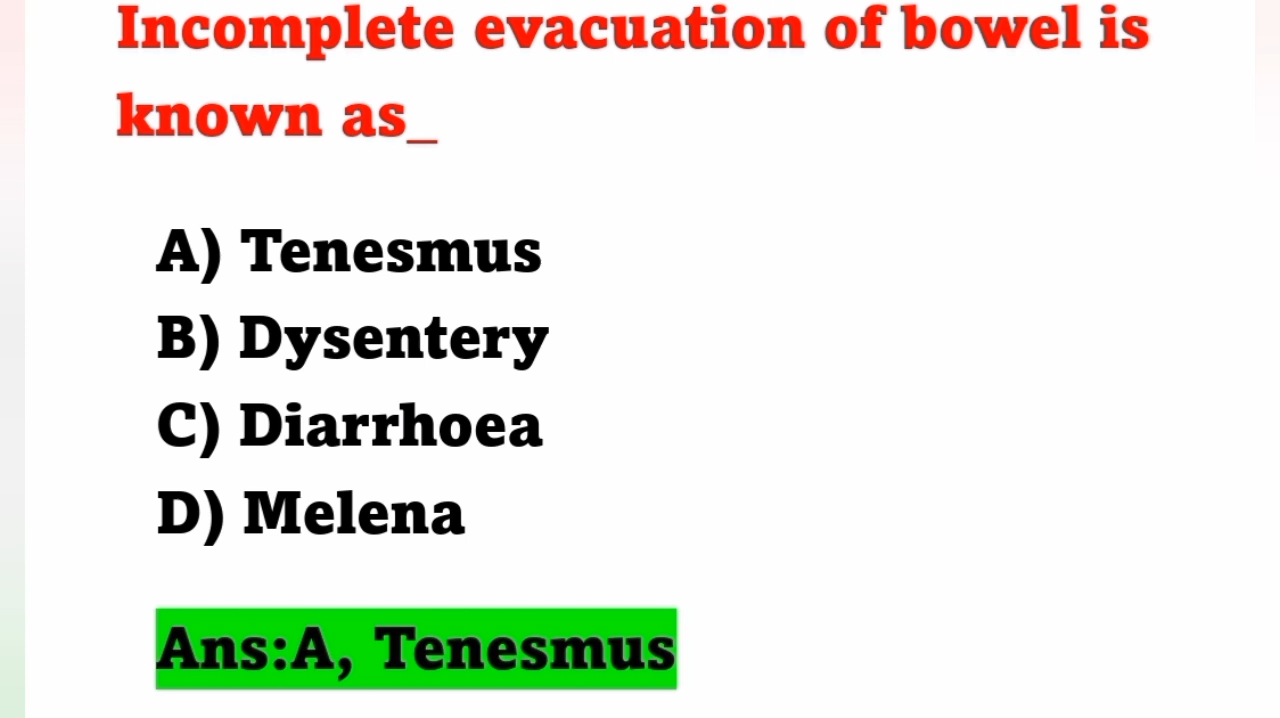 Incomplete evacuation of bowel is
known as_
A) Tenesmus
B) Dysentery
C) Diarrhoea
D) Melena
Ans:A, Tenesmus